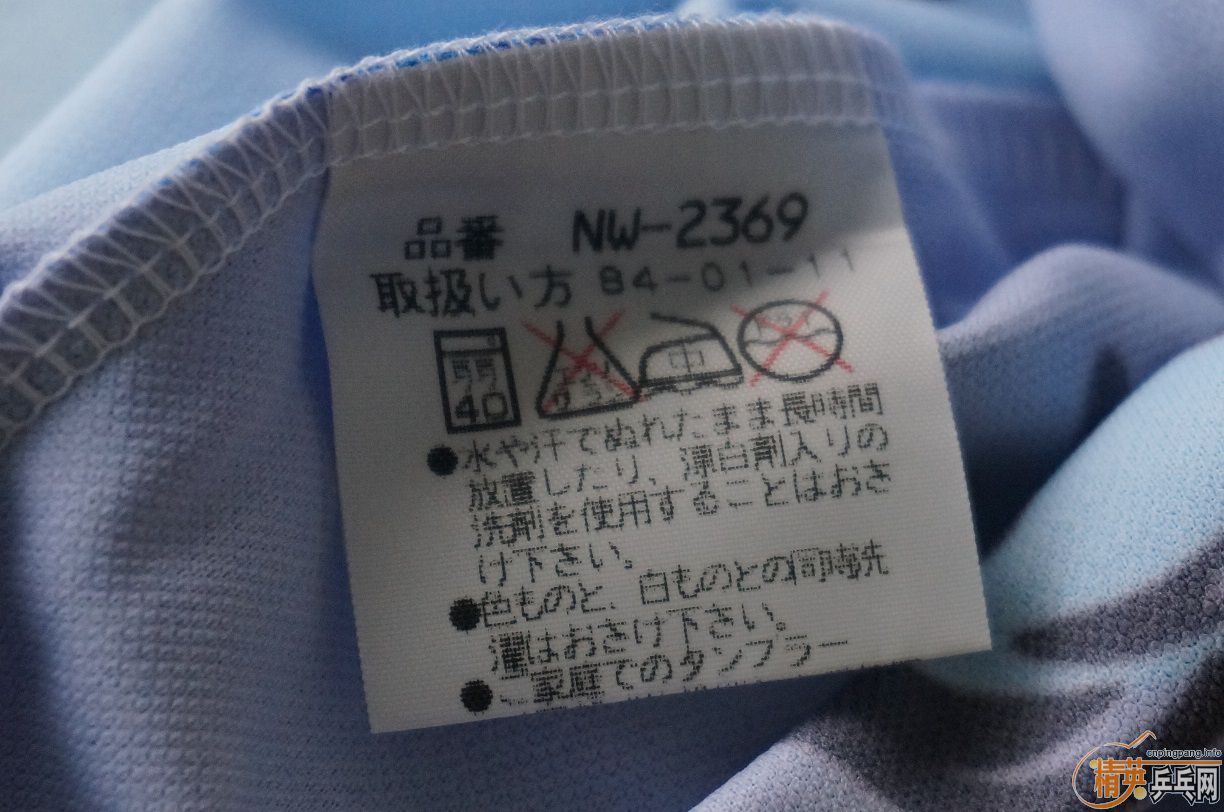 品番 NW-2369
取扱い方 84-01-11
弱
40
中
水や汗でぬれたまま長時間
放置したり、漂白剤入りの
洗剤を使用することはおさ
け下さい。
色ものと、白ものとの同時洗
濯はおさけ下さい。
ご家庭でのタンブラー
cnpingpang.info
精英乒乓网